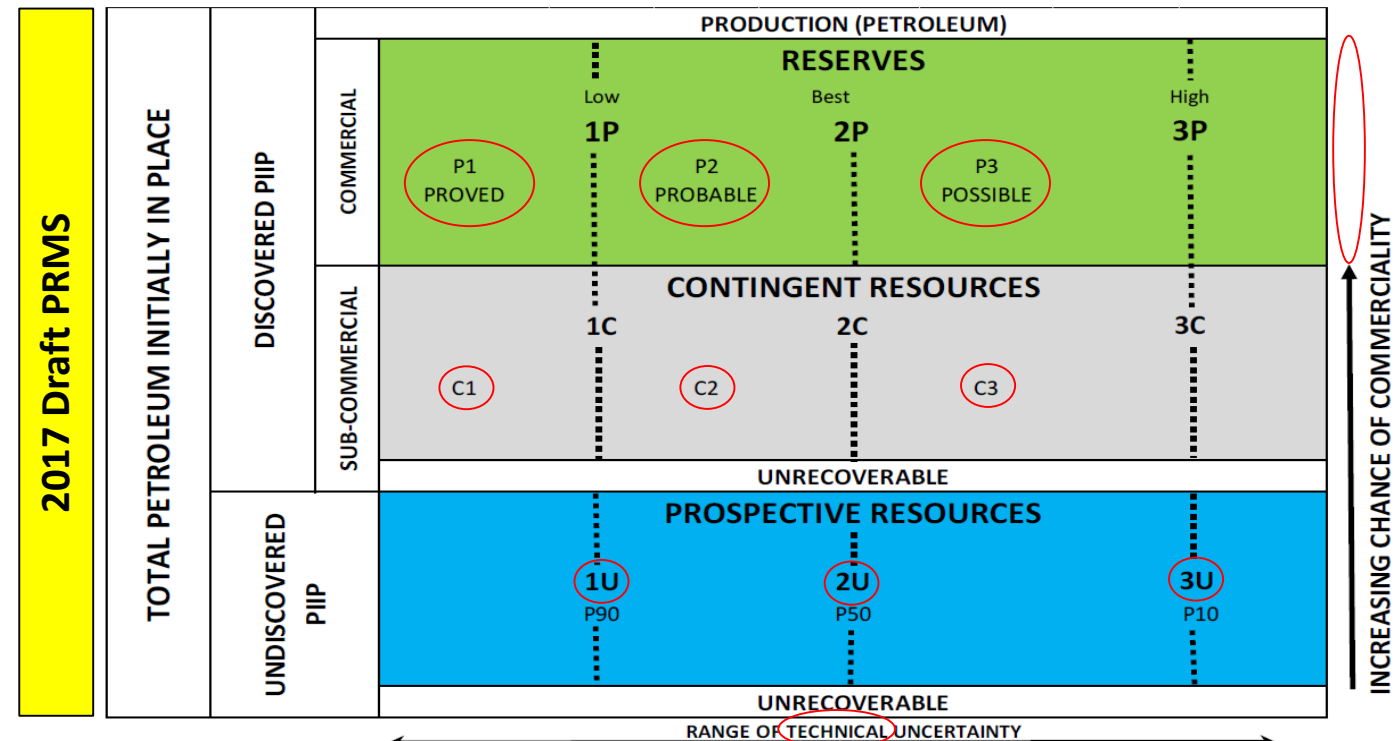 2017 Draft PRMS
TOTAL PETROLEUM INITIALLY IN PLACE
DISCOVERED PIIP
COMMERCIAL
SUB-COMMERCIAL
UNDISCOVERED
PIIP
PRODUCTION (PETROLEUM)
RESERVES
Low Best High
1P 2P 3P
P1 P2 P3
PROVED PROBABLE POSSIBLE
CONTINGENT RESOURCES
1C 2C 3C
C1 C2 C3
UNRECOVERABLE
PROSPECTIVE RESOURCES
1U 2U 3U
P90 P50 P10
UNRECOVERABLE
RANGE OF TECHNICAL UNCERTAINTY
INCREASING CHANCE OF COMMERCIALITY